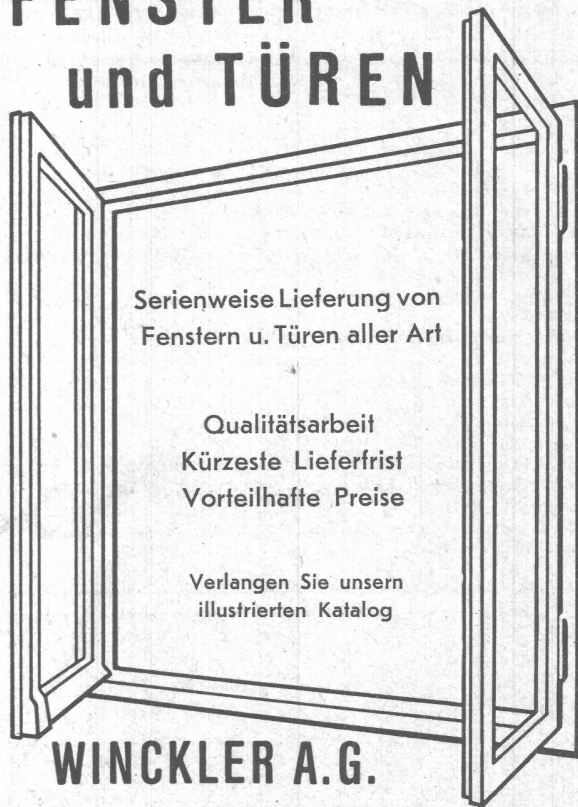 FENSTER
und TÜREN
Serienweise Lieferung von
Fenstern u. Türen aller Art
Qualitätsarbeit
Kürzeste Lieferfrist
Vorteilhafte Preise
Verlangen Sie unsern
illustrierten Katalog
WINCKLER A.G.